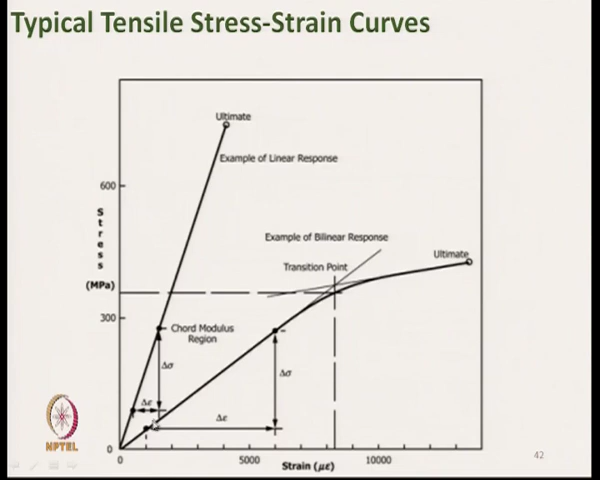 Typical Tensile Stress-Strain Curves
Ultimate
Example of Linear Response
600
Stress
(MPa)
Example of Bilinear Response
Transition Point
Ultimate
300
Chord Modulus
Region
Δσ
Δσ
Δε
Δε
0
0
5000
10000
Strain (με)
NPTEL
42